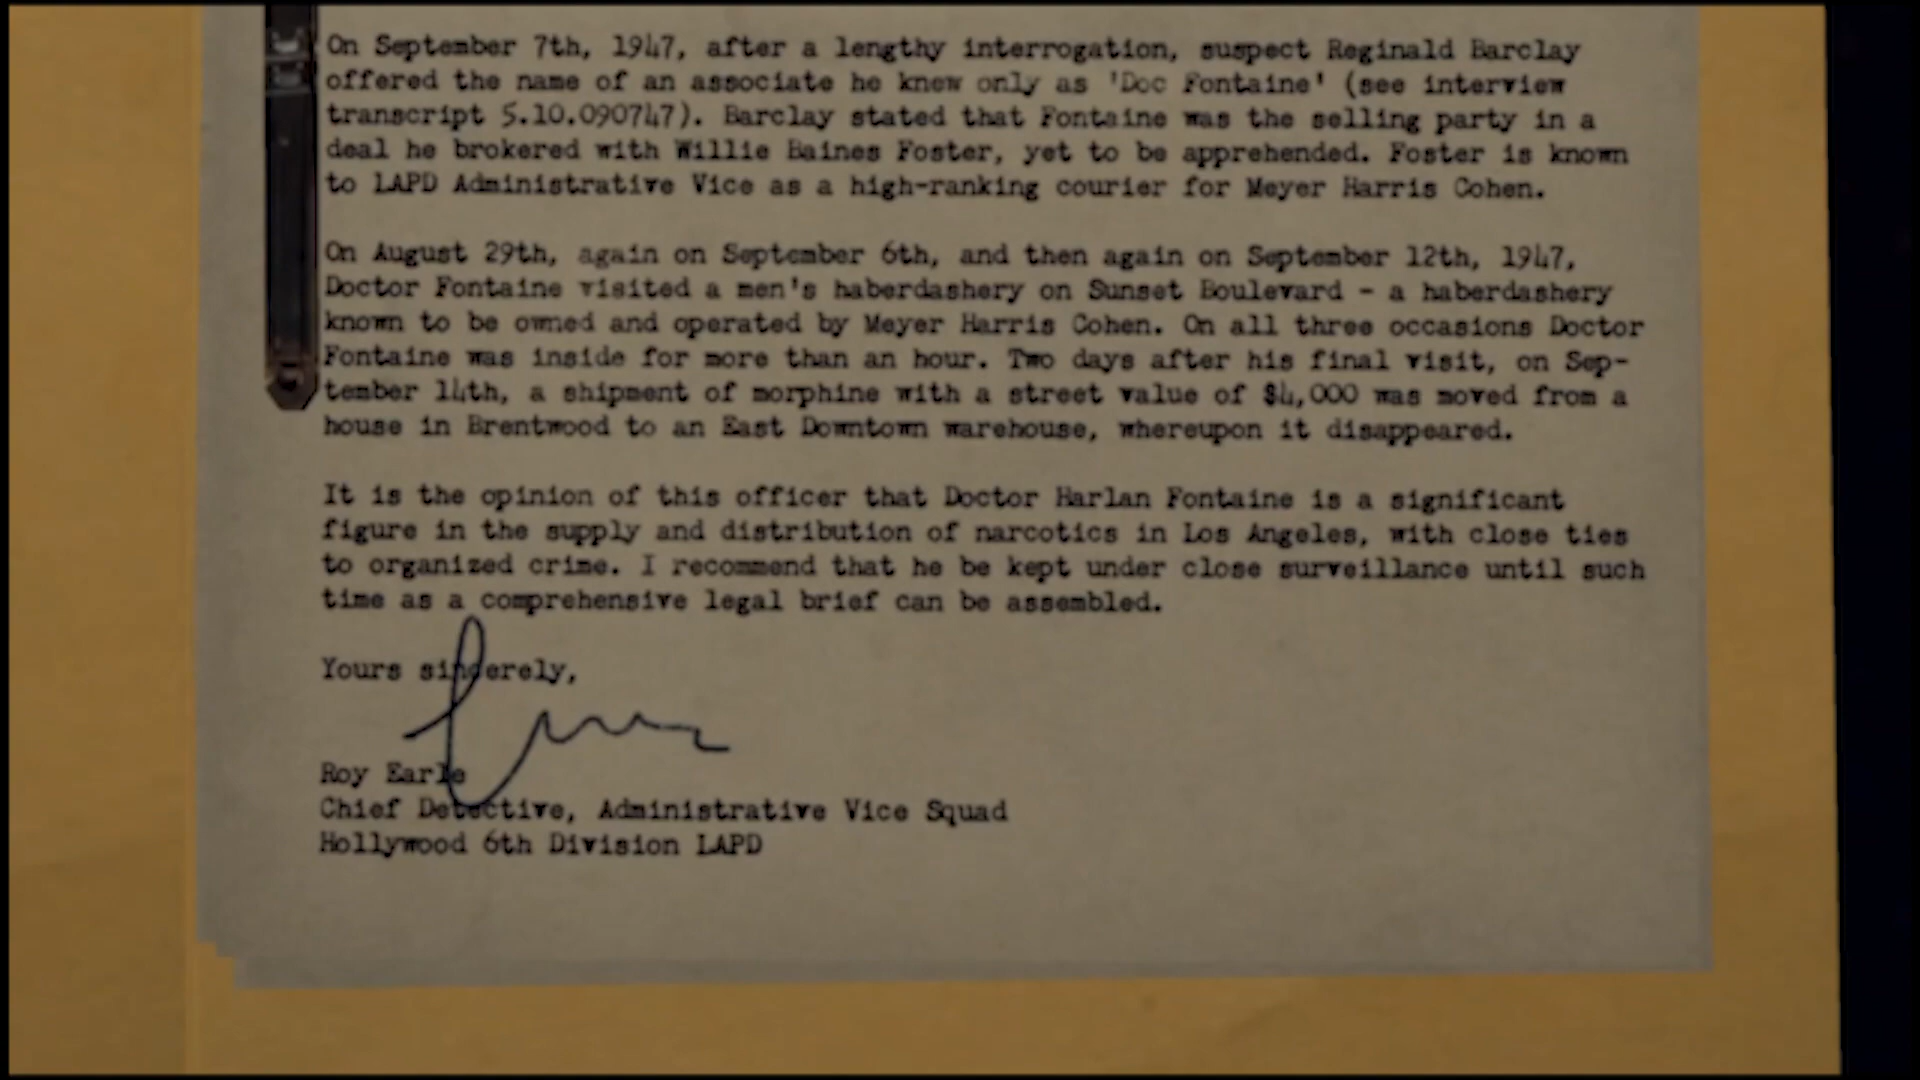 On September 7th, 1947, after a lengthy interrogation, suspect Reginald Barclay
offered the name of an associate he knew only as 'Doc Fontaine' (see interview
transcript 5.10.090747). Barclay stated that Fontaine was the selling party in a
deal he brokered with Willie Baines Foster, yet to be apprehended. Foster is known
to LAPD Administrative Vice as a high-ranking courier for Meyer Harris Cohen.
On August 29th, again on September 6th, and then again on September 12th, 1947,
Doctor Fontaine visited a men's haberdashery on Sunset Boulevard - a haberdashery
known to be owned and operated by Meyer Harris Cohen. On all three occasions Doctor
Fontaine was inside for more than an hour. Two days after his final visit, on Sep-
tember 14th, a shipment of morphine with a street value of $4,000 was moved from a
house in Brentwood to an East Downtown warehouse, whereupon it disappeared.
It is the opinion of this officer that Doctor Harlan Fontaine is a significant
figure in the supply and distribution of narcotics in Los Angeles, with close ties
to organized crime. I recommend that he be kept under close surveillance until such
time as a comprehensive legal brief can be assembled.
Yours sincerely,
Roy Earle
Chief Detective, Administrative Vice Squad
Hollywood 6th Division LAPD